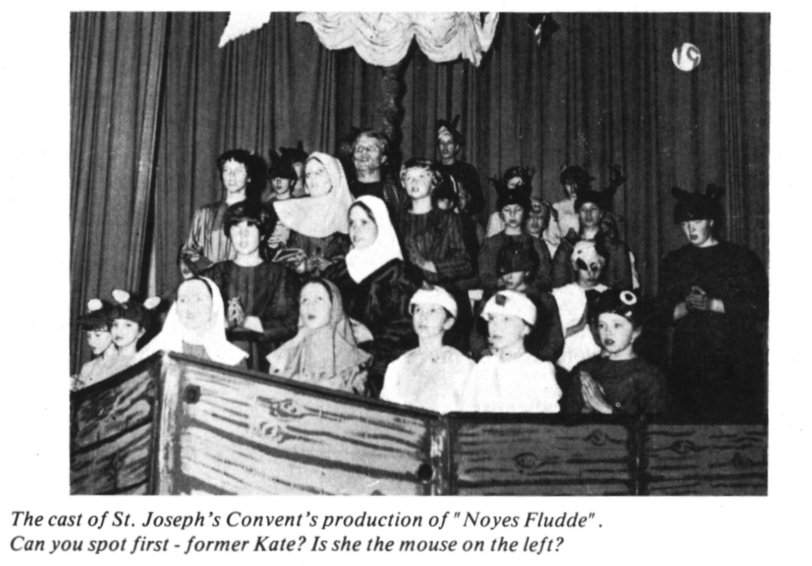 The cast of St. Joseph's Convent's production of "Noyes Fludde".
Can you spot first - former Kate? Is she the mouse on the left?